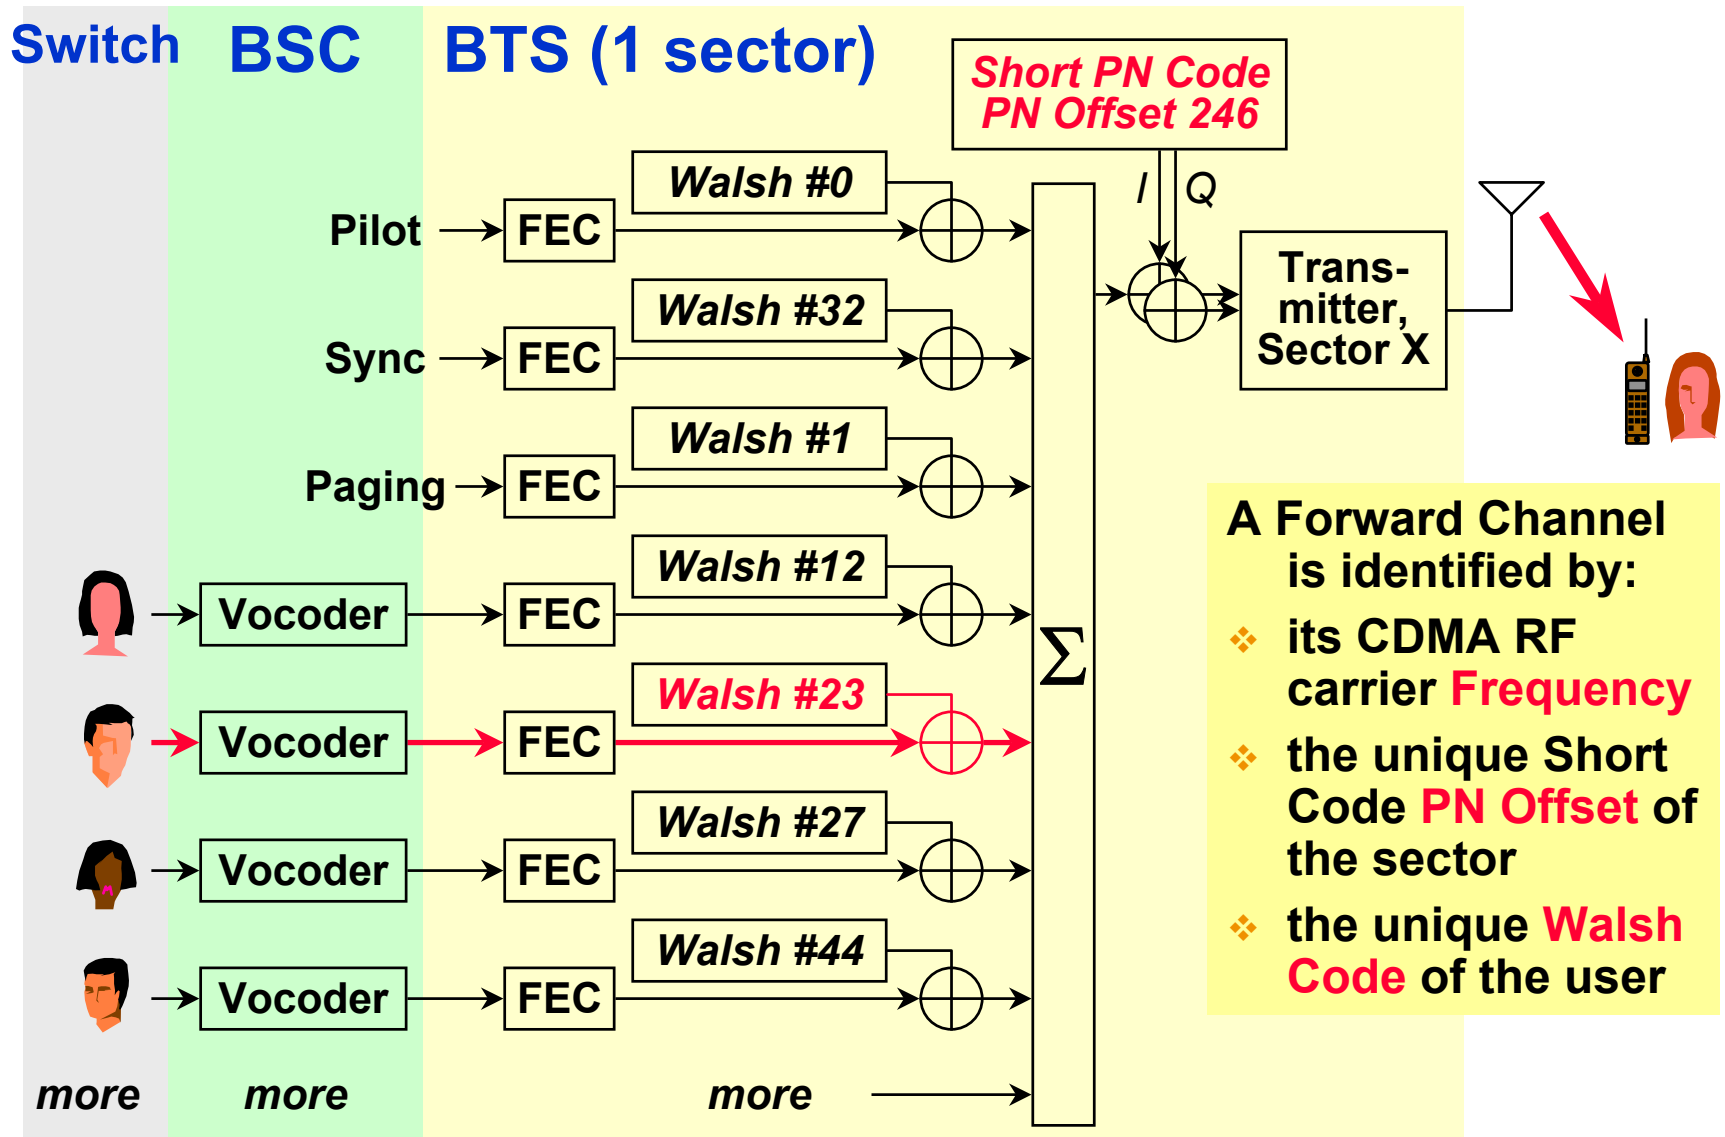 Switch BSC BTS (1 sector)
Short PN Code
PN Offset 246
I Q
Walsh #0
Pilot FEC
Trans-
mitter,
Sector X
Walsh #32
Sync FEC
Walsh #1
Paging FEC
Walsh #12
Vocoder FEC
Walsh #23
Vocoder FEC
Walsh #27
Vocoder FEC
Walsh #44
Vocoder FEC
more more more
Σ
A Forward Channel
is identified by:
❖ its CDMA RF
carrier Frequency
❖ the unique Short
Code PN Offset of
the sector
❖ the unique Walsh
Code of the user